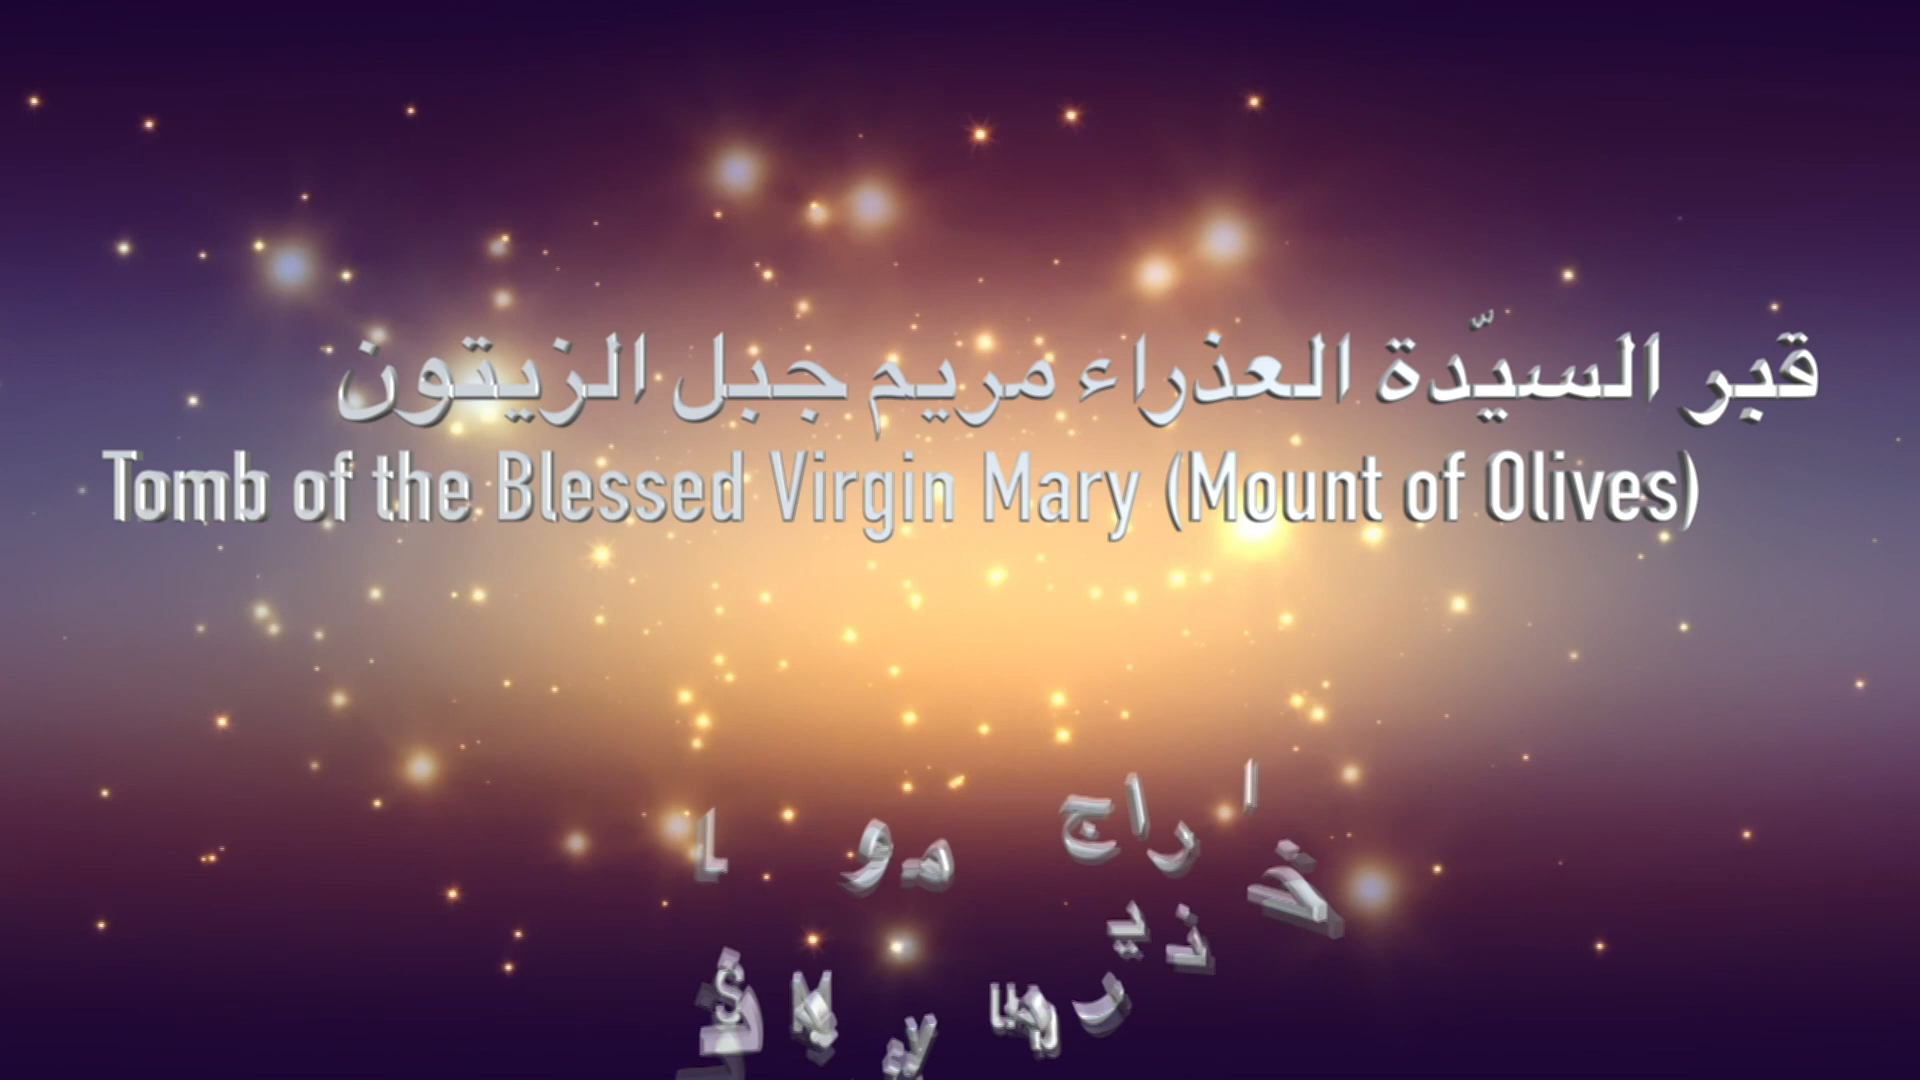 قبر السيّدة العذراء مريم جبل الزيتون
Tomb of the Blessed Virgin Mary (Mount of Olives)